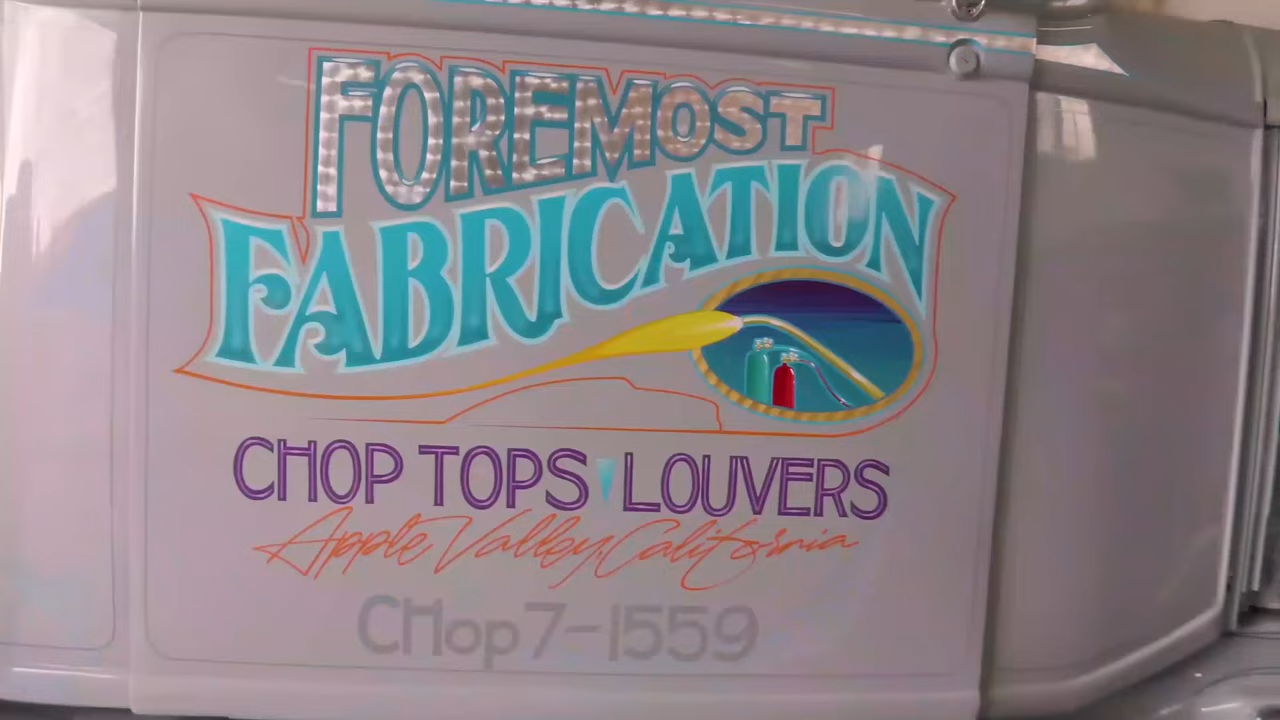 FOREMOST
FABRICATION
CHOP TOPS LOUVERS
Apple Valley, California
CHop 7-1559